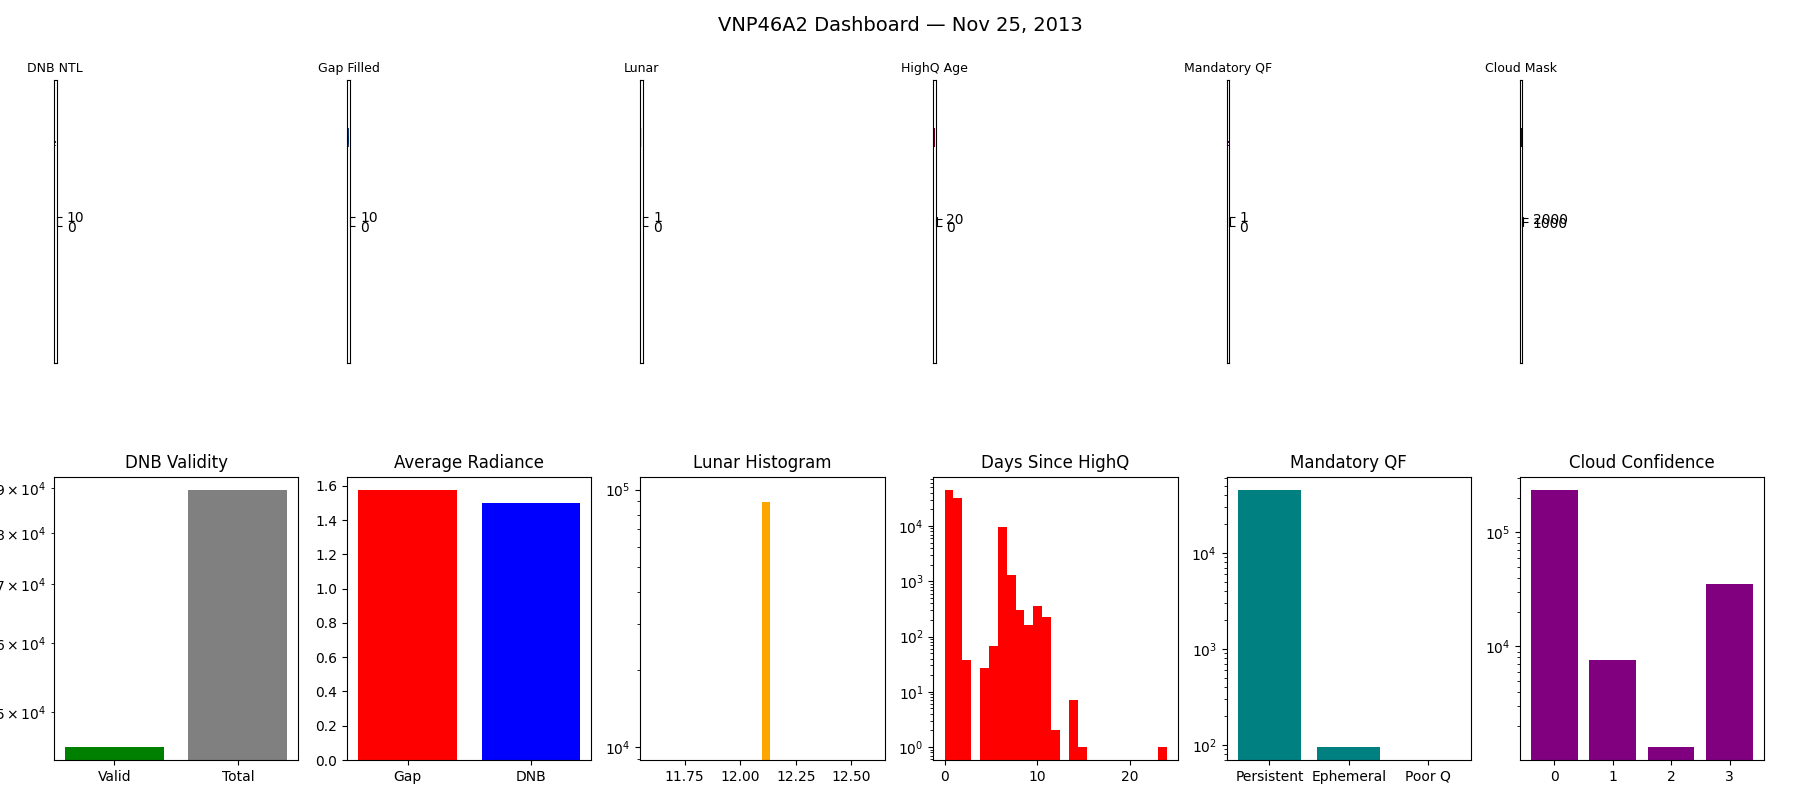 VNP46A2 Dashboard — Nov 25, 2013
DNB NTL
Gap Filled
Lunar
HighQ Age
Mandatory QF
Cloud Mask
10
0
10
0
1
0
20
0
1
0
2000
1000
DNB Validity
Average Radiance
Lunar Histogram
Days Since HighQ
Mandatory QF
Cloud Confidence
9 × 10⁴
8 × 10⁴
7 × 10⁴
6 × 10⁴
5 × 10⁴
Valid
Total
1.6
1.4
1.2
1.0
0.8
0.6
0.4
0.2
0.0
Gap
DNB
10⁵
10⁴
11.75
12.00
12.25
12.50
10⁴
10³
10²
10¹
10⁰
0
10
20
10⁴
10³
10²
Persistent
Ephemeral
Poor Q
10⁵
10⁴
0
1
2
3